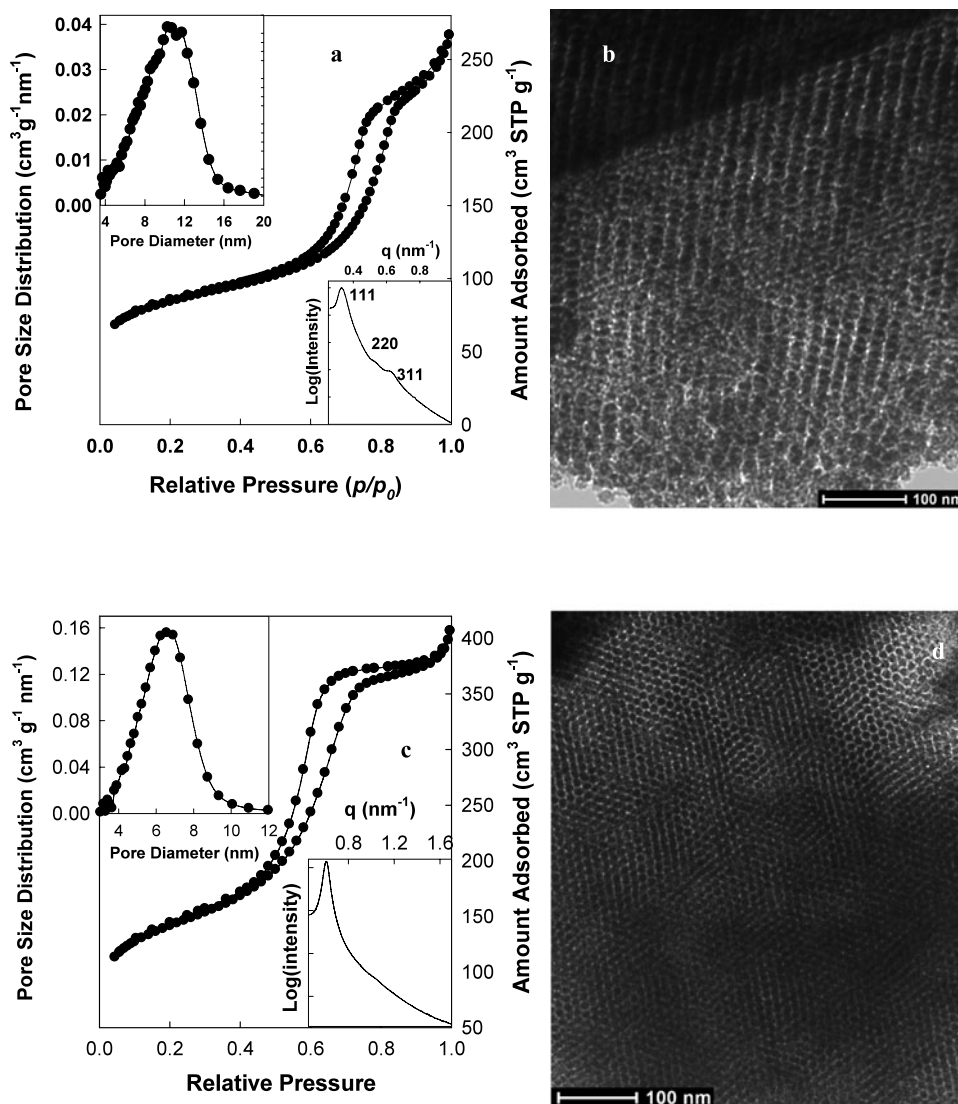 a
Pore Size Distribution (cm³g⁻¹nm⁻¹)
0.04
0.03
0.02
0.01
0.00
4 8 12 16 20
Pore Diameter (nm)
q (nm⁻¹)
0.4 0.6 0.8
111
220
311
Log(Intensity)
250
200
150
100
50
0
Amount Adsorbed (cm³ STP g⁻¹)
0.0 0.2 0.4 0.6 0.8 1.0
Relative Pressure (p/p₀)
b
100 nm
c
Pore Size Distribution (cm³ g⁻¹ nm⁻¹)
0.16
0.12
0.08
0.04
0.00
4 6 8 10 12
Pore Diameter (nm)
q (nm⁻¹)
0.8 1.2 1.6
Log(intensity)
400
350
300
250
200
150
100
50
Amount Adsorbed (cm³ STP g⁻¹)
0.0 0.2 0.4 0.6 0.8 1.0
Relative Pressure
d
100 nm